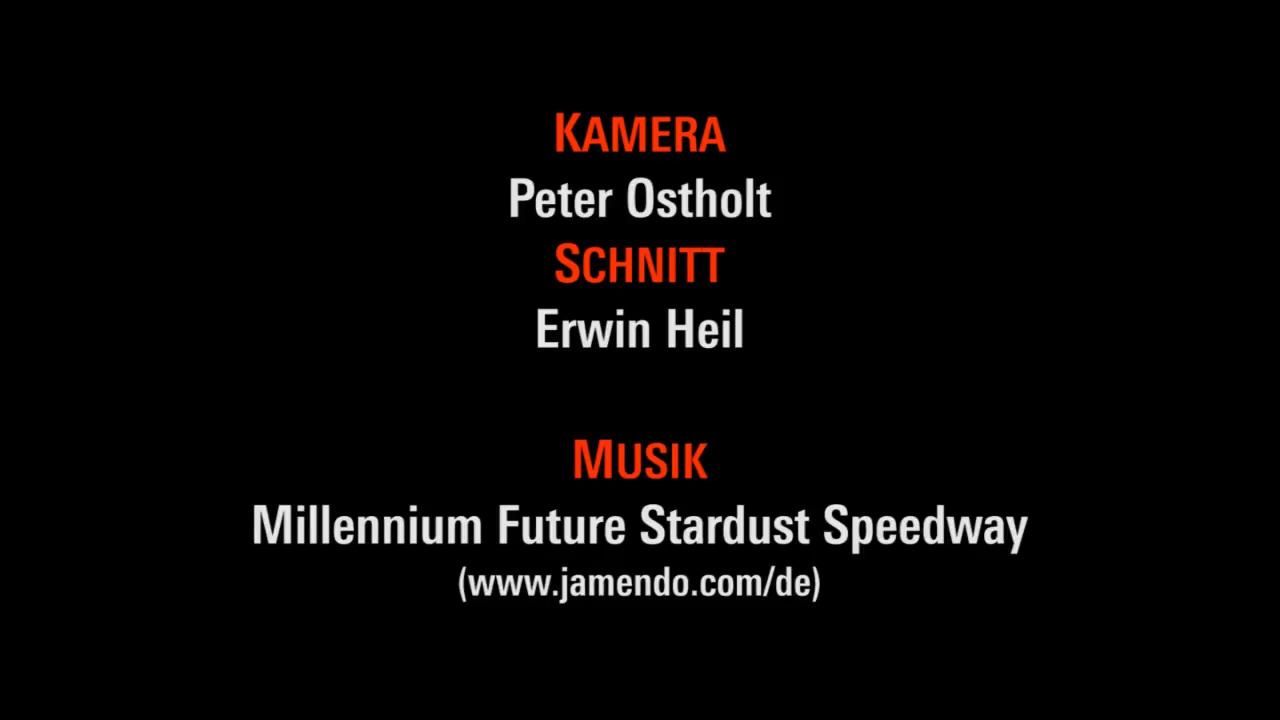 KAMERA
Peter Ostholt
SCHNITT
Erwin Heil
MUSIK
Millennium Future Stardust Speedway
(www.jamendo.com/de)